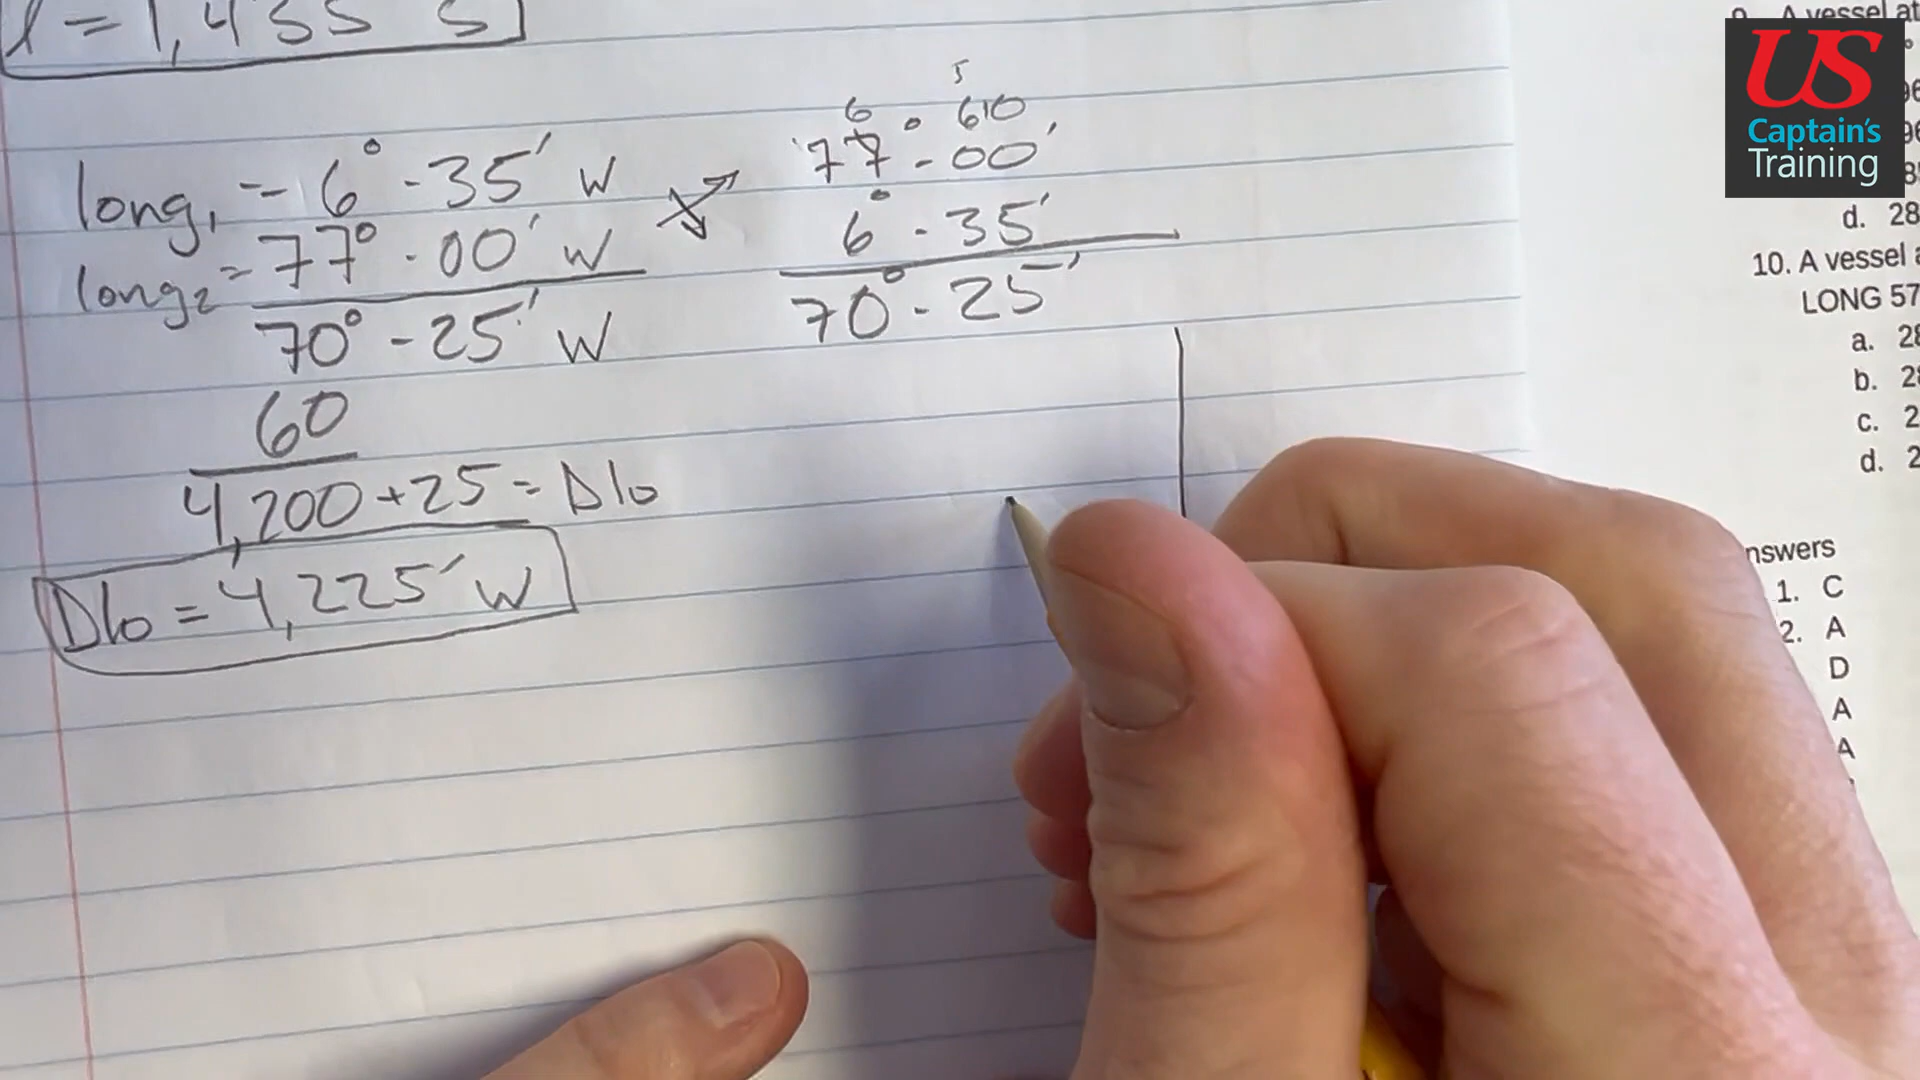 l = 1,455 S
long₁ = 6° - 35' W
long₂ = 77° - 00' W
70° - 25' W
60
4,200 + 25 = Dlo
Dlo = 4,225' W
6 5
610
77° - 00'
6° - 35'
70° - 25'
US
Captain's
Training
A vessel at
d. 28
10. A vessel
LONG 57
a. 28
b. 2
c. 2
d. 2
nswers
1. C
2. A
D
A
A